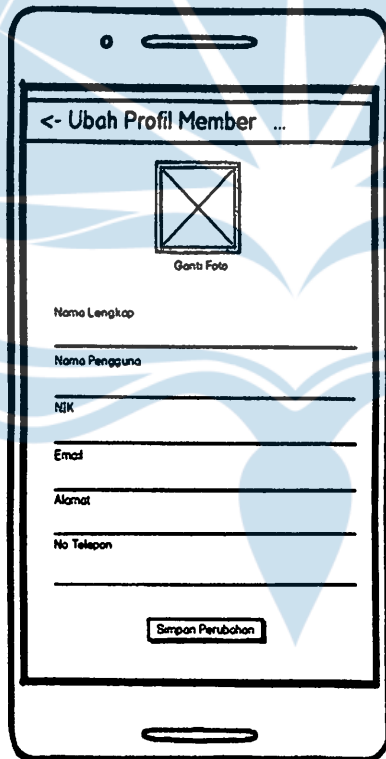 <- Ubah Profil Member ...
Ganti Foto
Nama Lengkap
Nama Pengguna
NIK
Email
Alamat
No Telepon
Simpan Perubahan